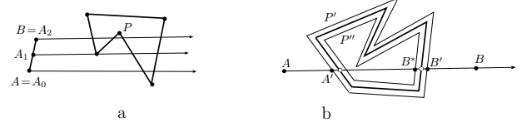 B = A₂
A₁
A = A₀
P
a
P′
P″
A
A′
B*
B′
B
b